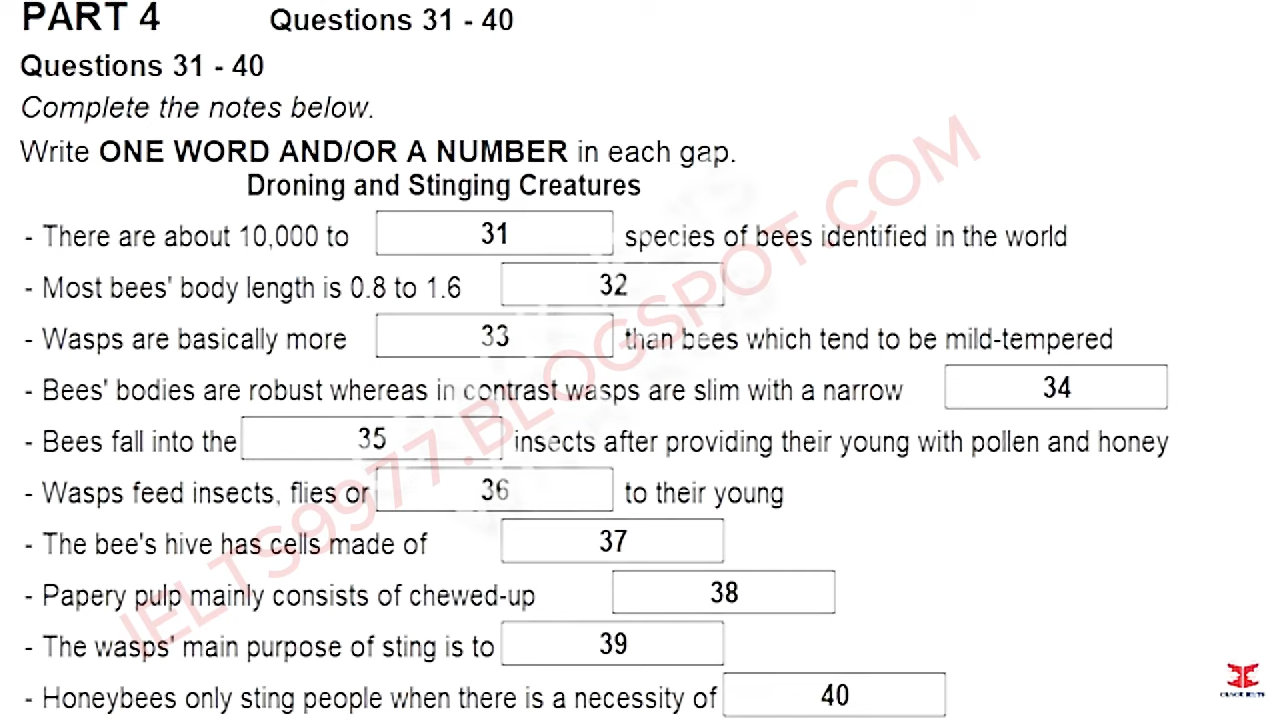 PART 4 Questions 31 - 40
Questions 31 - 40
Complete the notes below.
Write ONE WORD AND/OR A NUMBER in each gap.
Droning and Stinging Creatures
- There are about 10,000 to 31 species of bees identified in the world
- Most bees' body length is 0.8 to 1.6 32
- Wasps are basically more 33 than bees which tend to be mild-tempered
- Bees' bodies are robust whereas in contrast wasps are slim with a narrow 34
- Bees fall into the 35 insects after providing their young with pollen and honey
- Wasps feed insects, flies or 36 to their young
- The bee's hive has cells made of 37
- Papery pulp mainly consists of chewed-up 38
- The wasps' main purpose of sting is to 39
- Honeybees only sting people when there is a necessity of 40
IELTS9977.BLOGSPOT.COM